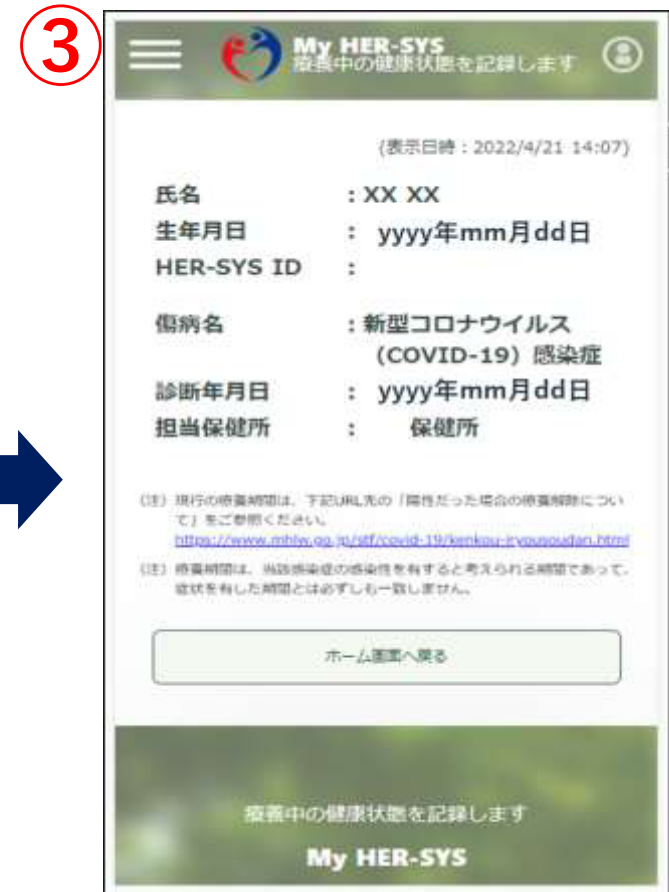 ③
My HER-SYS
療養中の健康状態を記録します
(表示日時：2022/4/21 14:07)
氏名 ：XX XX
生年月日 ： yyyy年mm月dd日
HER-SYS ID ：
傷病名 ：新型コロナウイルス
(COVID-19）感染症
診断年月日 ： yyyy年mm月dd日
担当保健所 ： 保健所
（注）現行の療養期間は、下記URL先の「陽性だった場合の療養解除につい
て」をご参照ください。
https://www.mhlw.go.jp/stf/covid-19/kenkou-iryousoudan.html
（注）療養期間は、当該感染症の感染性を有すると考えられる期間であって、
症状を有した期間とは必ずしも一致しません。
ホーム画面へ戻る
療養中の健康状態を記録します
My HER-SYS